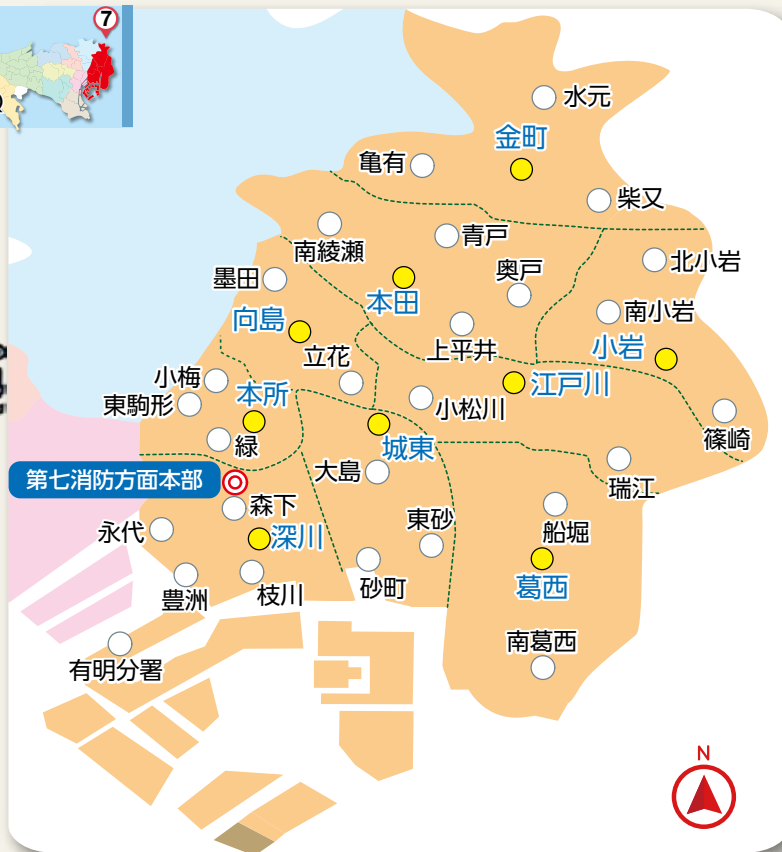 7
水元
金町
亀有
柴又
南綾瀬
青戸
北小岩
奥戸
墨田
本田
南小岩
向島
上平井
小岩
立花
小梅
江戸川
東駒形
本所
小松川
篠崎
緑
城東
大島
瑞江
第七消防方面本部
森下
東砂
永代
深川
船堀
砂町
葛西
豊洲
枝川
南葛西
有明分署
N